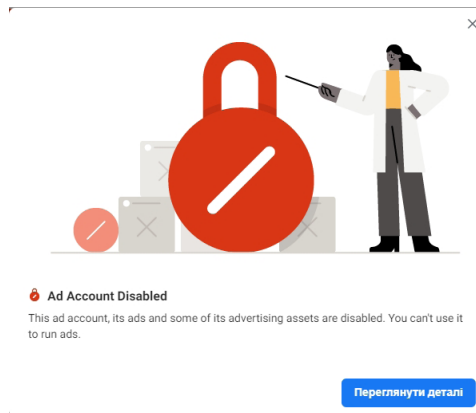 Ad Account Disabled
This ad account, its ads and some of its advertising assets are disabled. You can't use it
to run ads.
Переглянути деталі